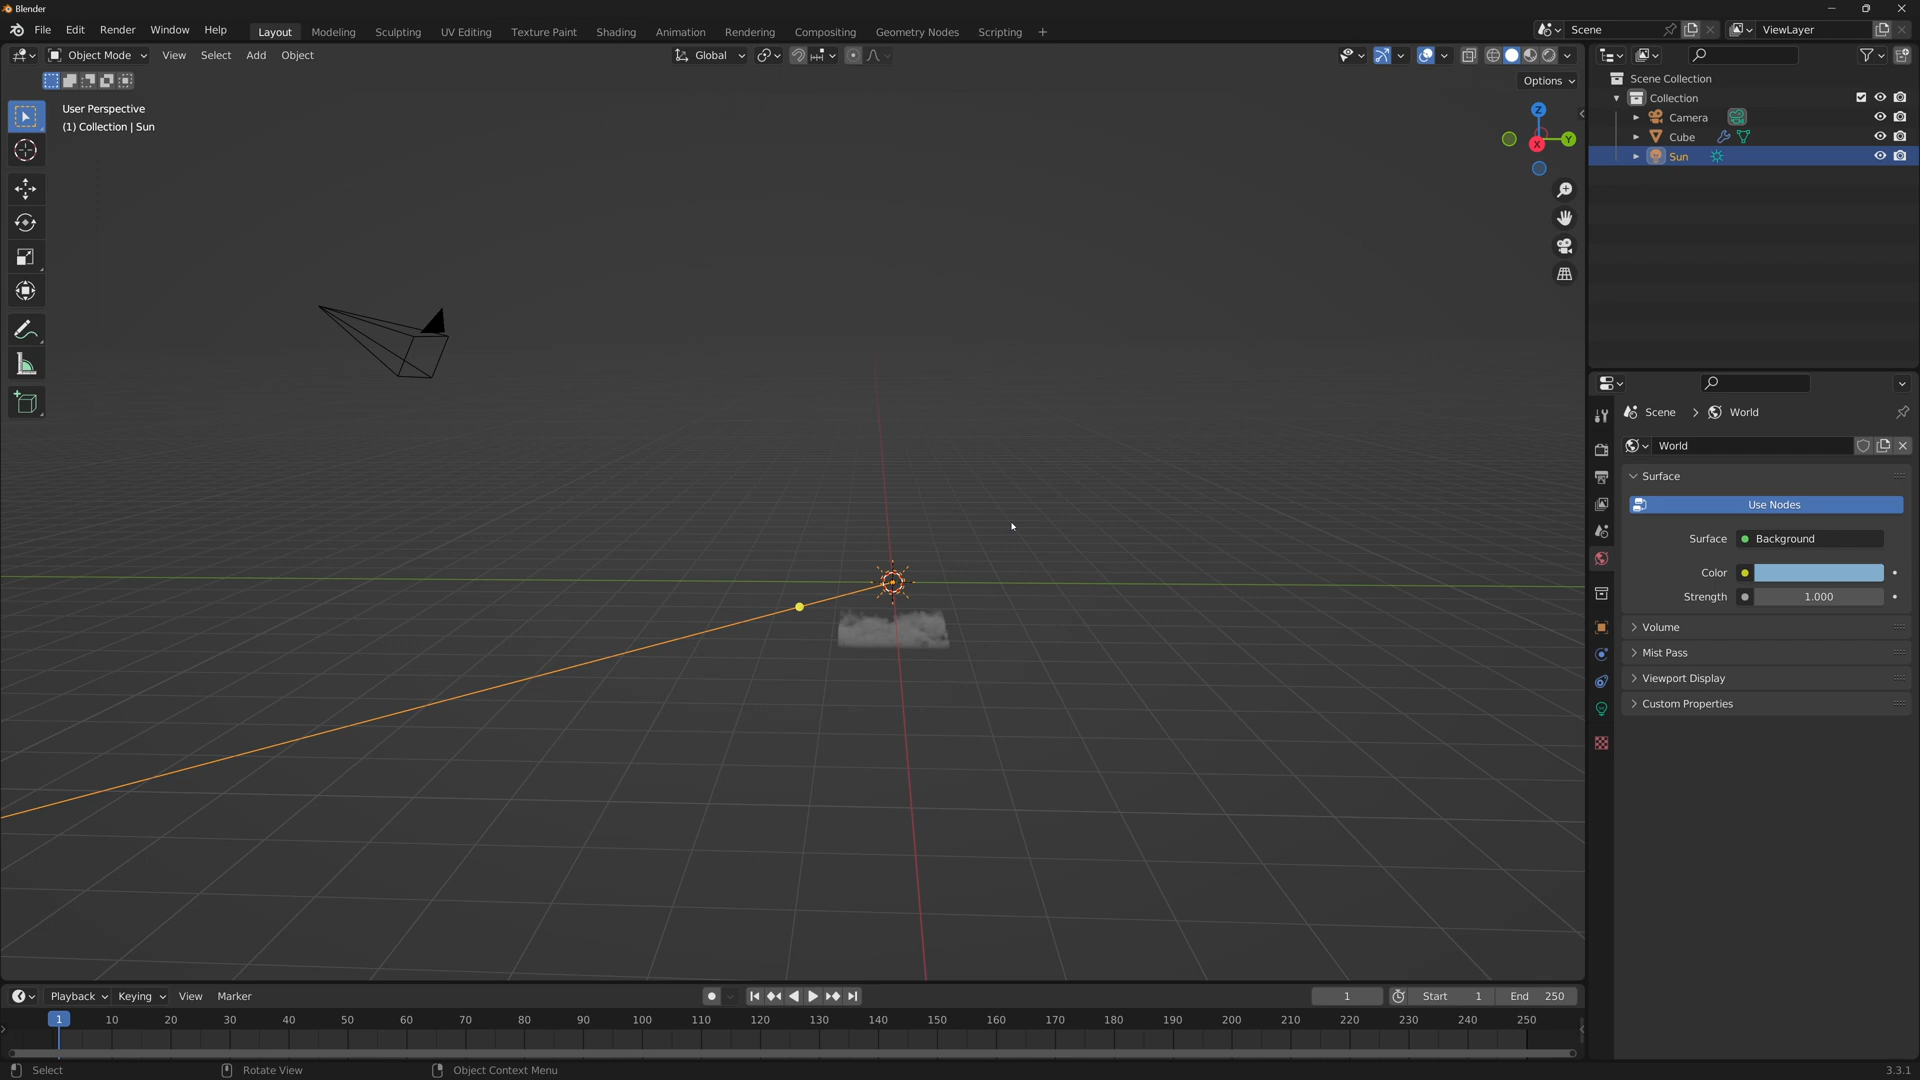 Blender
File Edit Render Window Help Layout Modeling Sculpting UV Editing Texture Paint Shading Animation Rendering Compositing Geometry Nodes Scripting + Scene ViewLayer
Object Mode View Select Add Object Global
Options
User Perspective
(1) Collection | Sun
Z
Y
X
Scene Collection
Collection
Camera
Cube
Sun
Scene > World
World
Surface
Use Nodes
Surface Background
Color
Strength 1.000
Volume
Mist Pass
Viewport Display
Custom Properties
Playback Keying View Marker 1 Start 1 End 250
1 10 20 30 40 50 60 70 80 90 100 110 120 130 140 150 160 170 180 190 200 210 220 230 240 250
Select Rotate View Object Context Menu 3.3.1